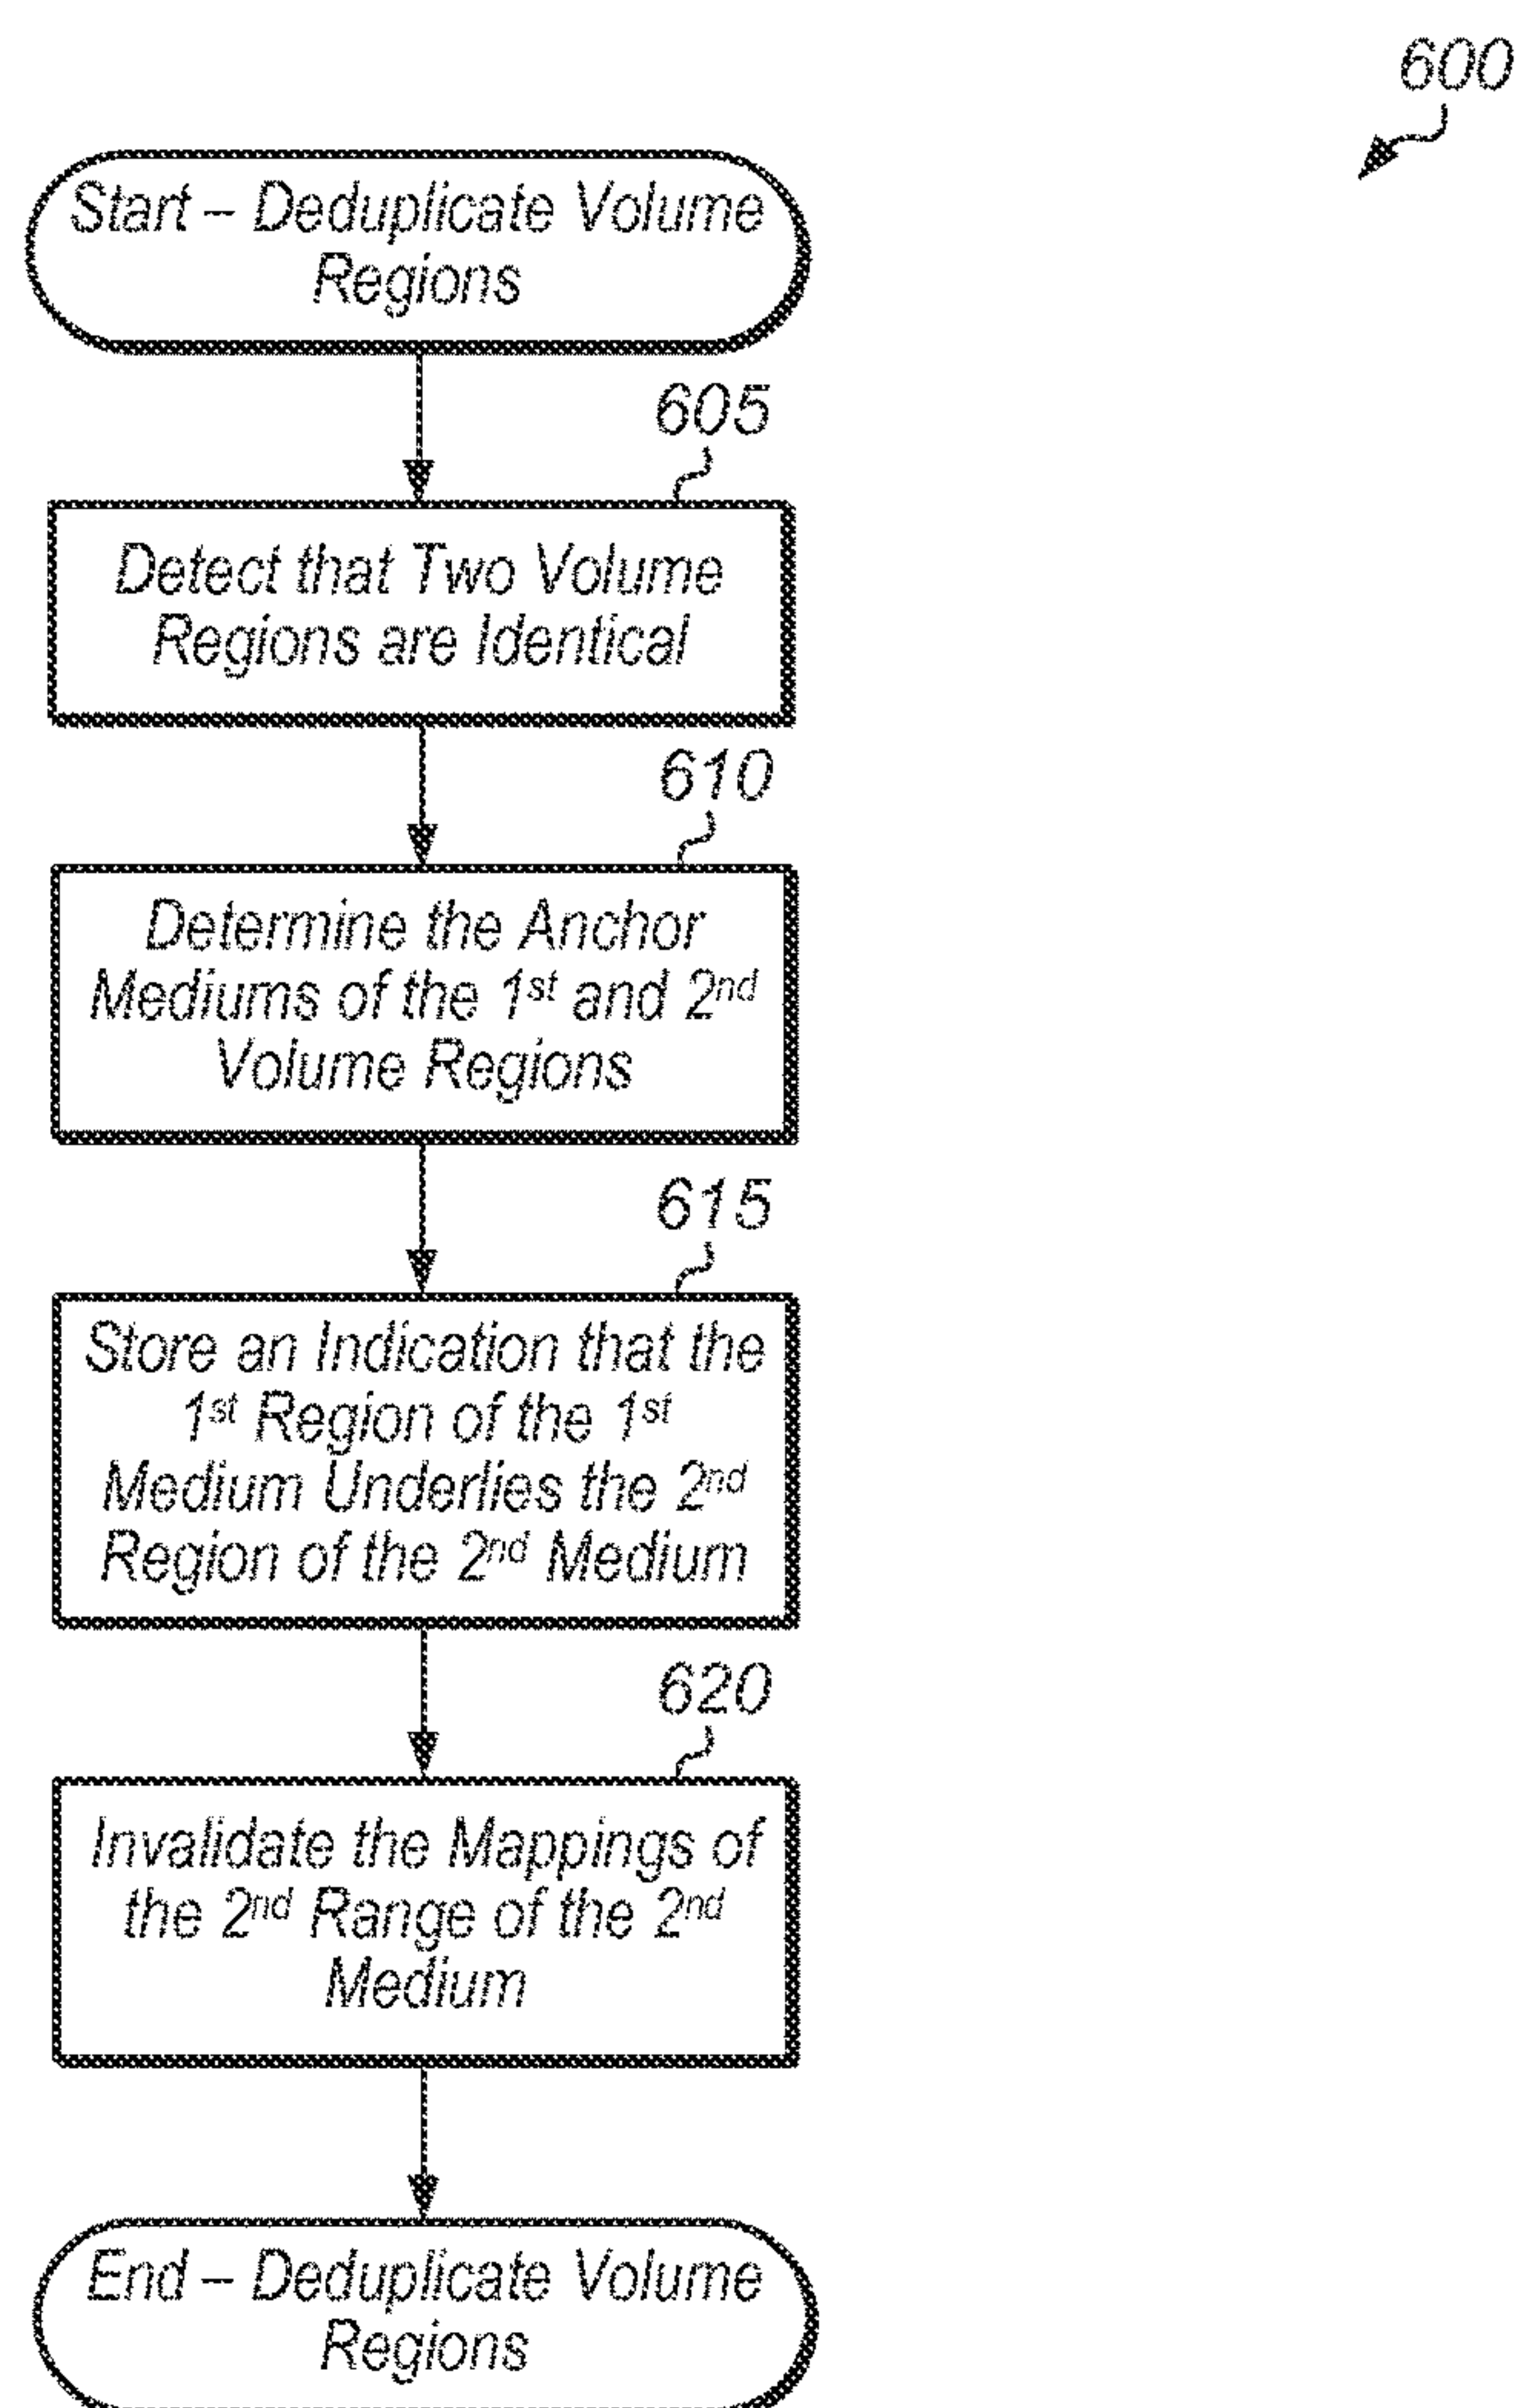 600
Start – Deduplicate Volume
Regions
605
Detect that Two Volume
Regions are Identical
610
Determine the Anchor
Mediums of the 1st and 2nd
Volume Regions
615
Store an Indication that the
1st Region of the 1st
Medium Underlies the 2nd
Region of the 2nd Medium
620
Invalidate the Mappings of
the 2nd Range of the 2nd
Medium
End – Deduplicate Volume
Regions